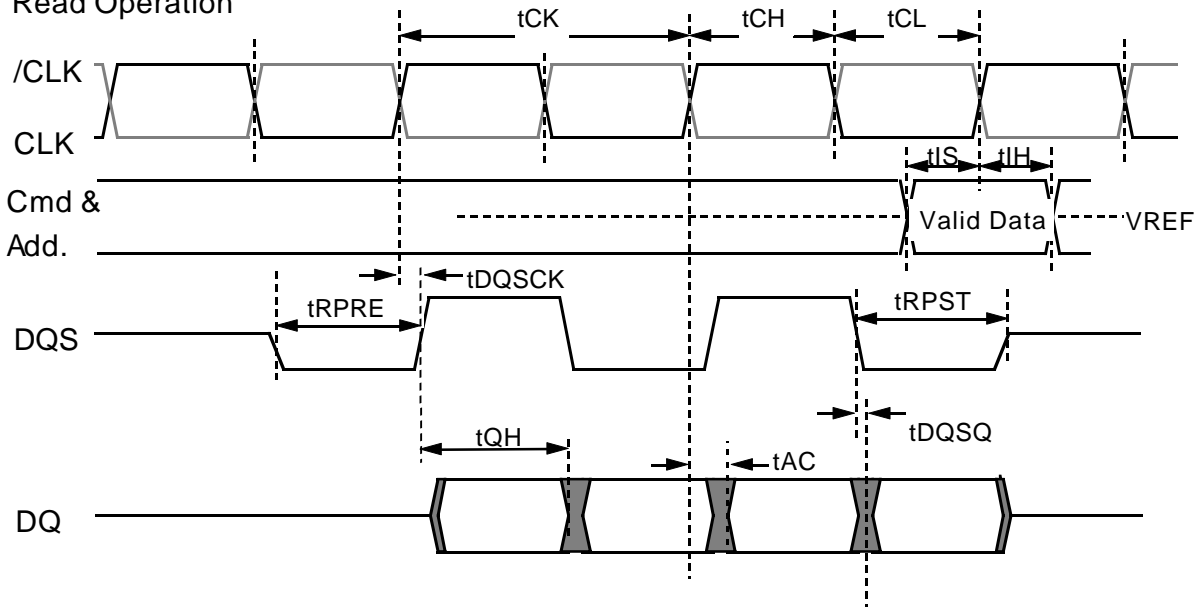 Read Operation
tCK
tCH
tCL
/CLK
CLK
tIS
tIH
Cmd &
Add.
Valid Data
VREF
tDQSCK
tRPRE
tRPST
DQS
tDQSQ
tQH
tAC
DQ